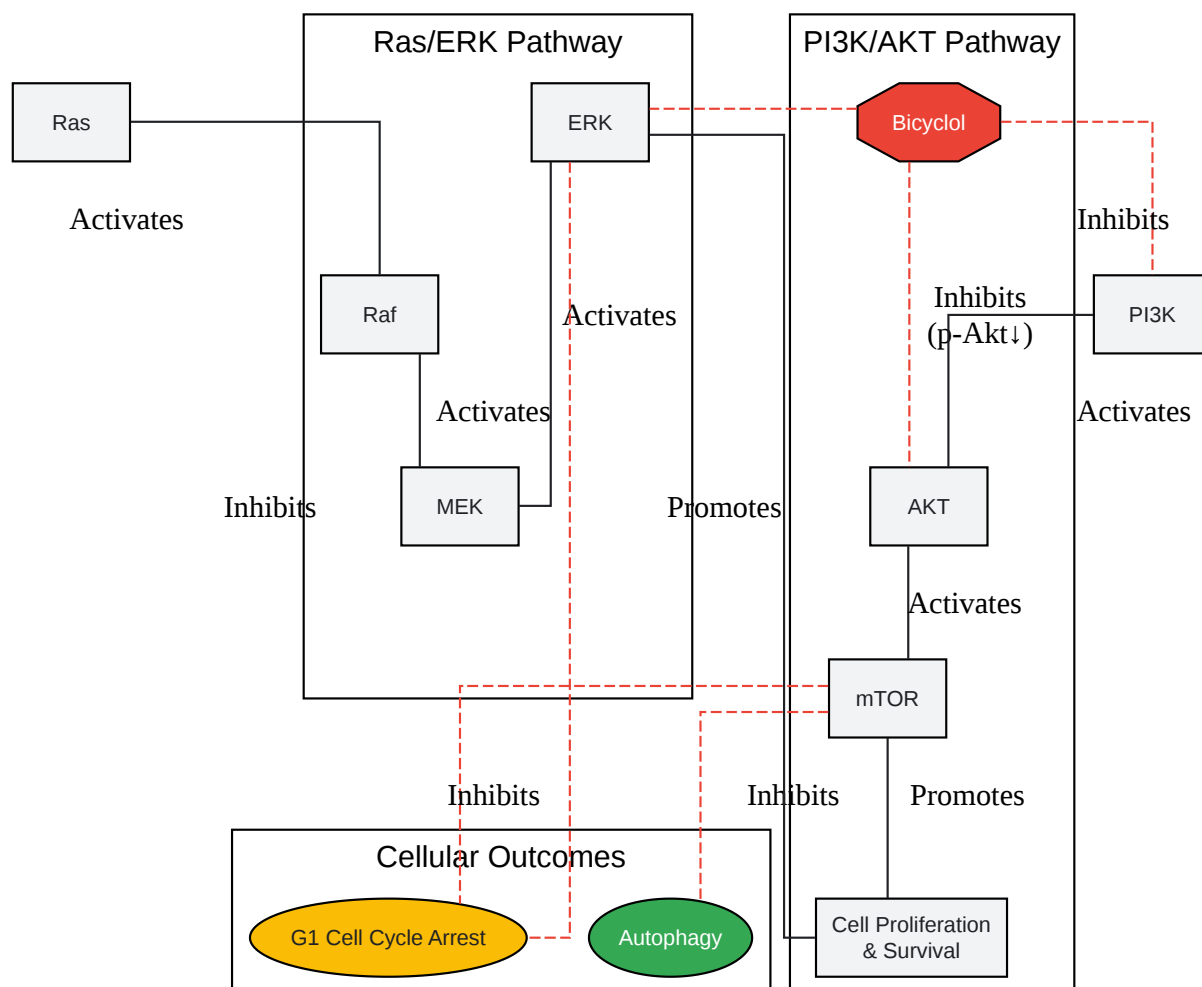 Ras/ERK Pathway
PI3K/AKT Pathway
Ras
ERK
Bicyclol
Activates
Inhibits
Raf
Activates
Inhibits
(p-Akt↓)
PI3K
Activates
Activates
Inhibits
MEK
Promotes
AKT
Activates
mTOR
Inhibits
Inhibits
Promotes
Cellular Outcomes
G1 Cell Cycle Arrest
Autophagy
Cell Proliferation
& Survival